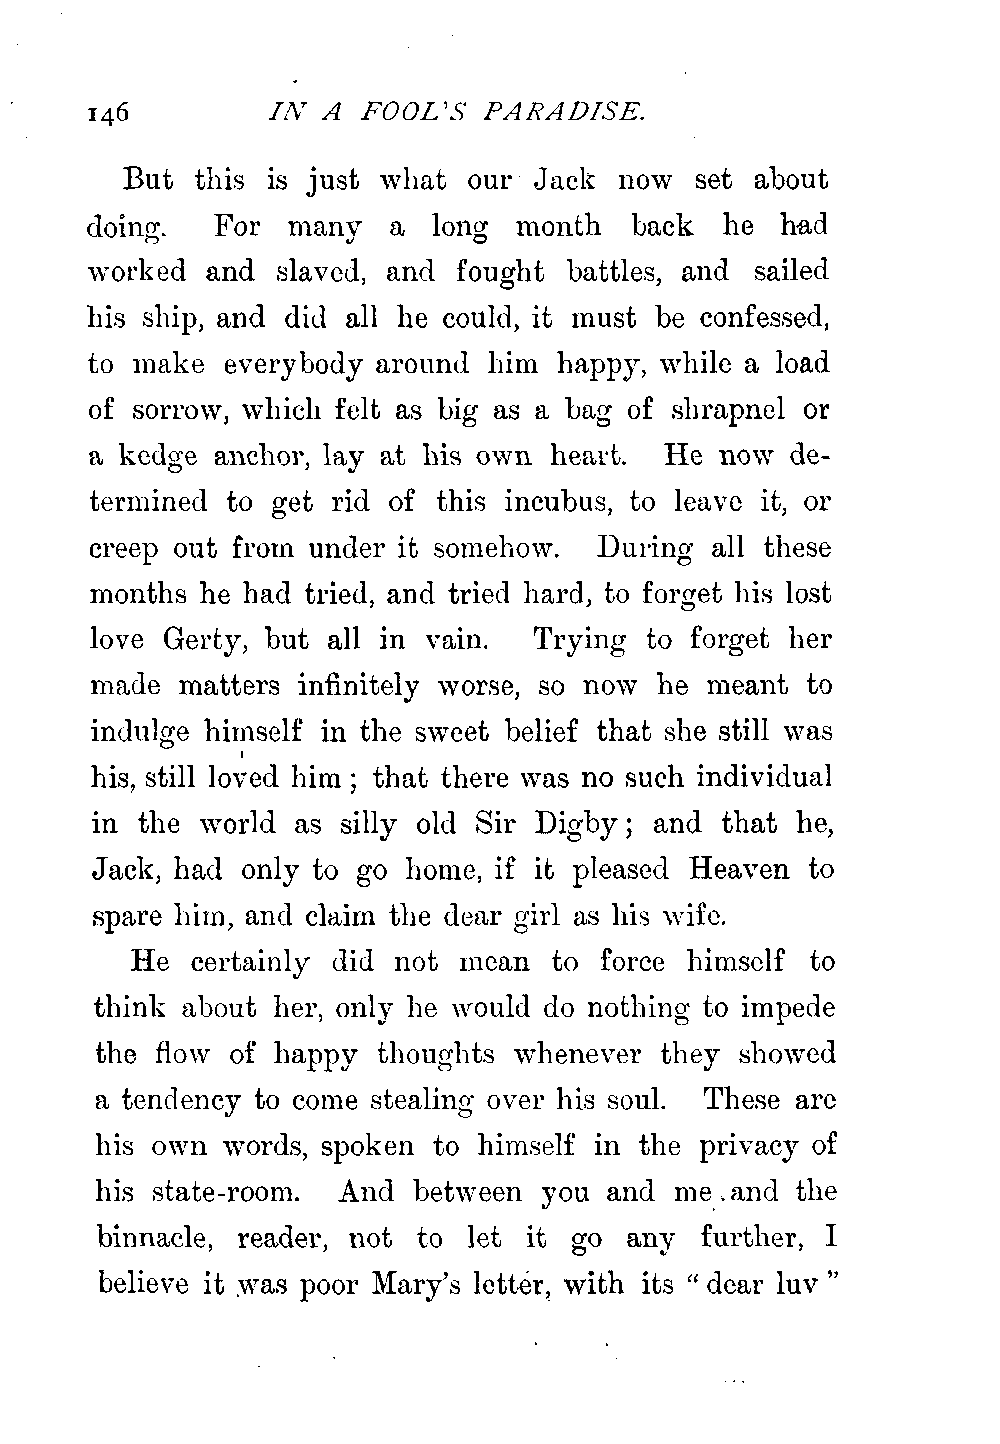 146 IN A FOOL'S PARADISE.
But this is just what our Jack now set about
doing. For many a long month back he had
worked and slaved, and fought battles, and sailed
his ship, and did all he could, it must be confessed,
to make everybody around him happy, while a load
of sorrow, which felt as big as a bag of shrapnel or
a kedge anchor, lay at his own heart. He now de-
termined to get rid of this incubus, to leave it, or
creep out from under it somehow. During all these
months he had tried, and tried hard, to forget his lost
love Gerty, but all in vain. Trying to forget her
made matters infinitely worse, so now he meant to
indulge himself in the sweet belief that she still was
his, still loved him; that there was no such individual
in the world as silly old Sir Digby; and that he,
Jack, had only to go home, if it pleased Heaven to
spare him, and claim the dear girl as his wife.
He certainly did not mean to force himself to
think about her, only he would do nothing to impede
the flow of happy thoughts whenever they showed
a tendency to come stealing over his soul. These are
his own words, spoken to himself in the privacy of
his state-room. And between you and me and the
binnacle, reader, not to let it go any further, I
believe it was poor Mary's letter, with its "dear luv"